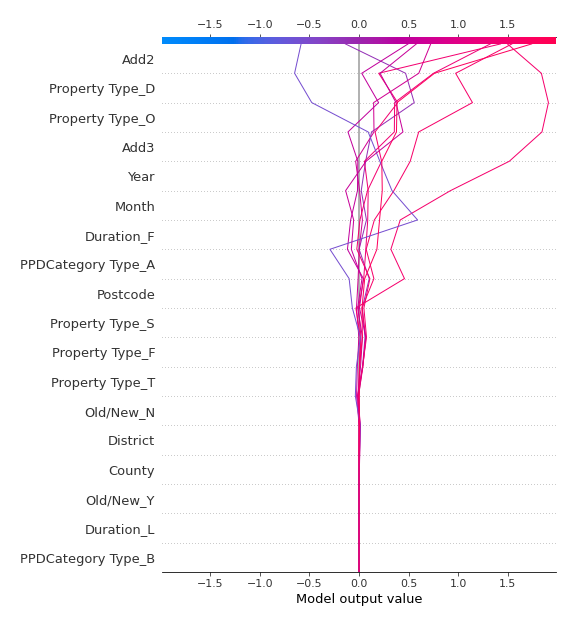 −1.5 −1.0 −0.5 0.0 0.5 1.0 1.5
Add2
Property Type_D
Property Type_O
Add3
Year
Month
Duration_F
PPDCategory Type_A
Postcode
Property Type_S
Property Type_F
Property Type_T
Old/New_N
District
County
Old/New_Y
Duration_L
PPDCategory Type_B
−1.5 −1.0 −0.5 0.0 0.5 1.0 1.5
Model output value